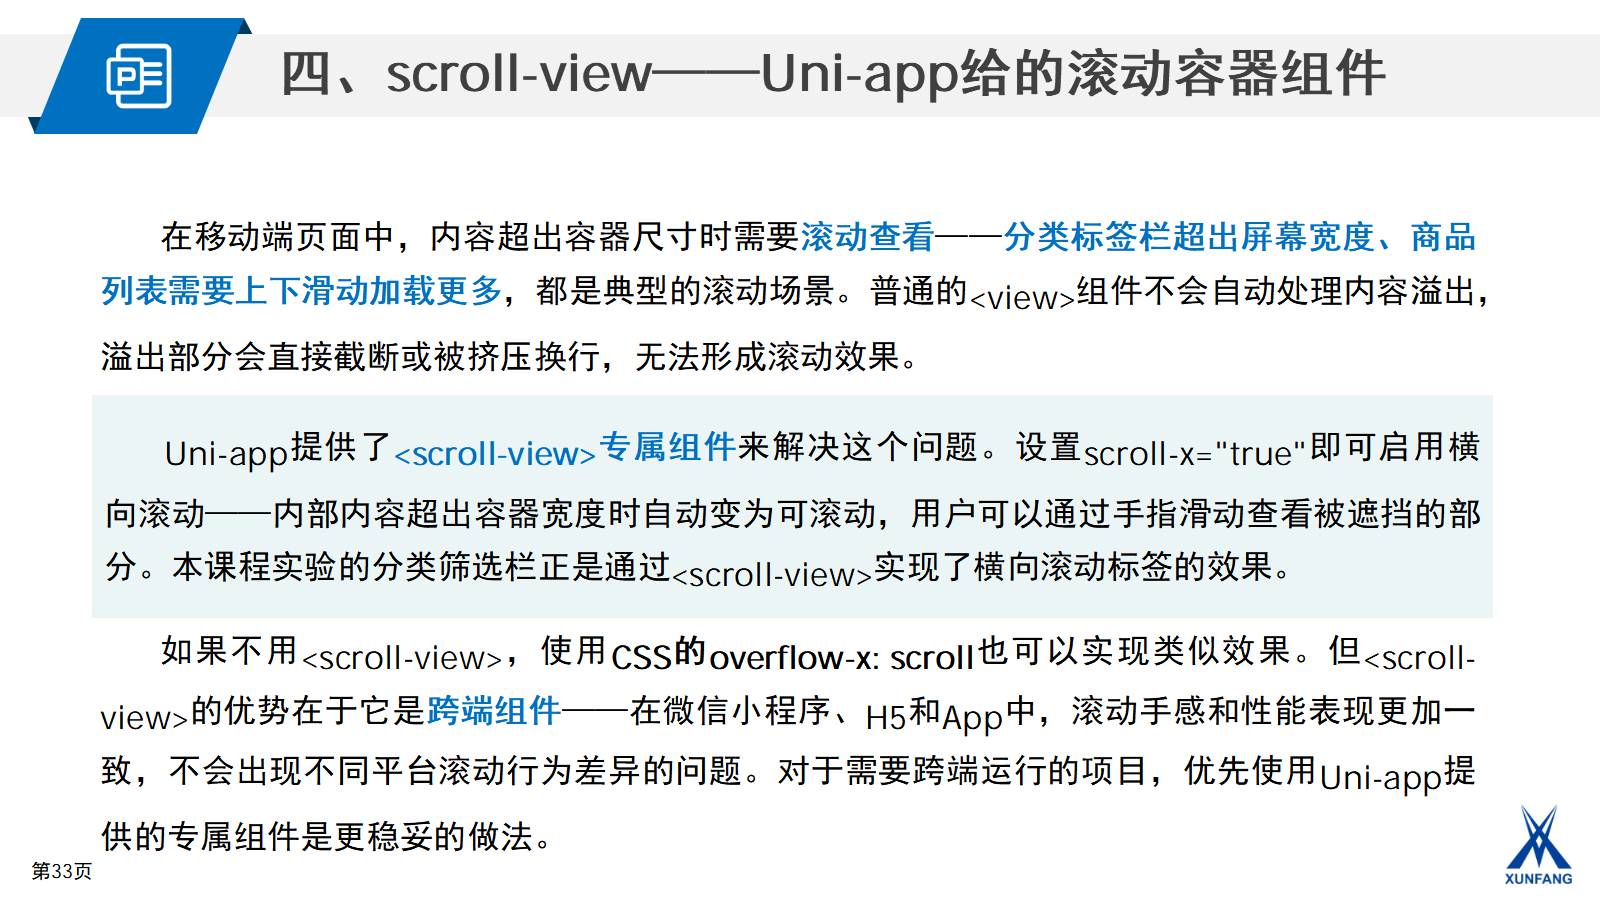 四、scroll-view——Uni-app给的滚动容器组件
在移动端页面中，内容超出容器尺寸时需要滚动查看——分类标签栏超出屏幕宽度、商品
列表需要上下滑动加载更多，都是典型的滚动场景。普通的<view>组件不会自动处理内容溢出，
溢出部分会直接截断或被挤压换行，无法形成滚动效果。
Uni-app提供了<scroll-view>专属组件来解决这个问题。设置scroll-x="true"即可启用横
向滚动——内部内容超出容器宽度时自动变为可滚动，用户可以通过手指滑动查看被遮挡的部
分。本课程实验的分类筛选栏正是通过<scroll-view>实现了横向滚动标签的效果。
如果不用<scroll-view>，使用CSS的overflow-x: scroll也可以实现类似效果。但<scroll-
view>的优势在于它是跨端组件——在微信小程序、H5和App中，滚动手感和性能表现更加一
致，不会出现不同平台滚动行为差异的问题。对于需要跨端运行的项目，优先使用Uni-app提
供的专属组件是更稳妥的做法。
第33页
XUNFANG